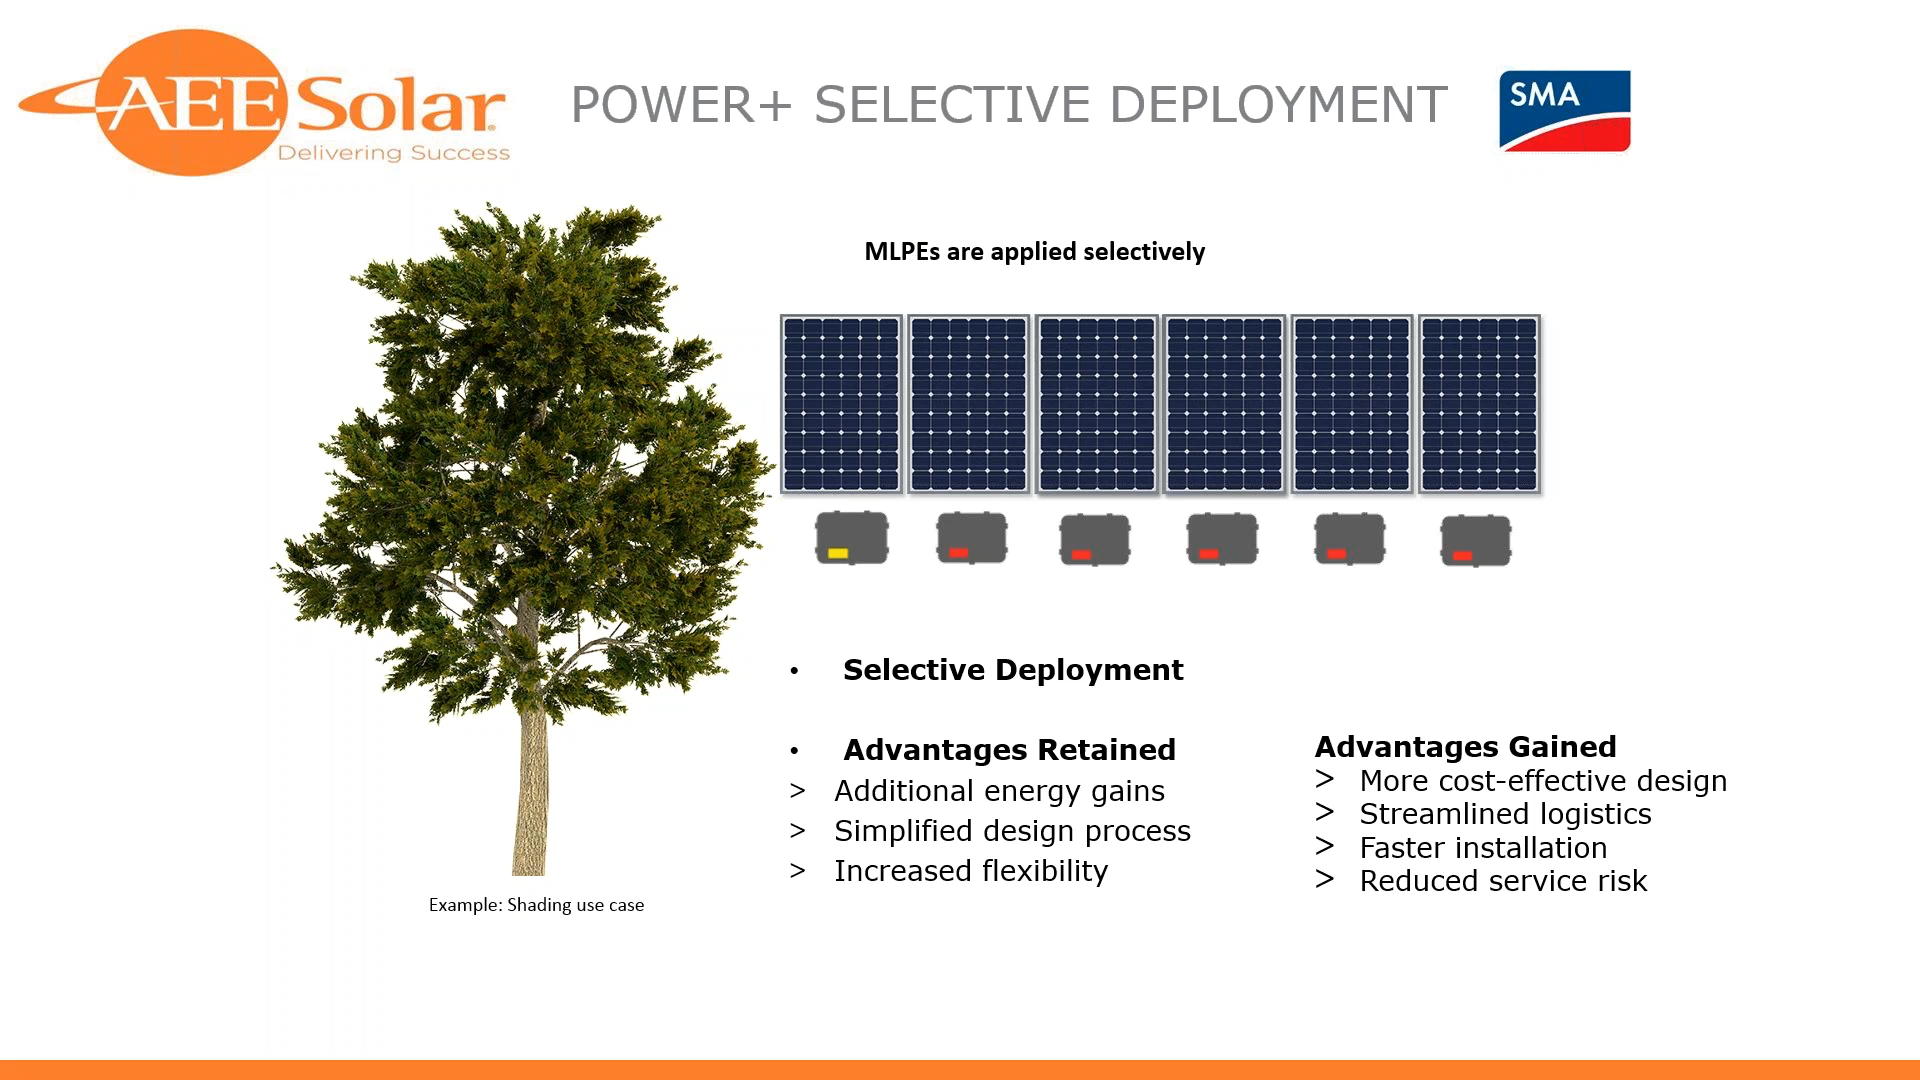 AEE Solar
Delivering Success
POWER+ SELECTIVE DEPLOYMENT
SMA
MLPEs are applied selectively
• Selective Deployment
• Advantages Retained
> Additional energy gains
> Simplified design process
> Increased flexibility
Advantages Gained
> More cost-effective design
> Streamlined logistics
> Faster installation
> Reduced service risk
Example: Shading use case